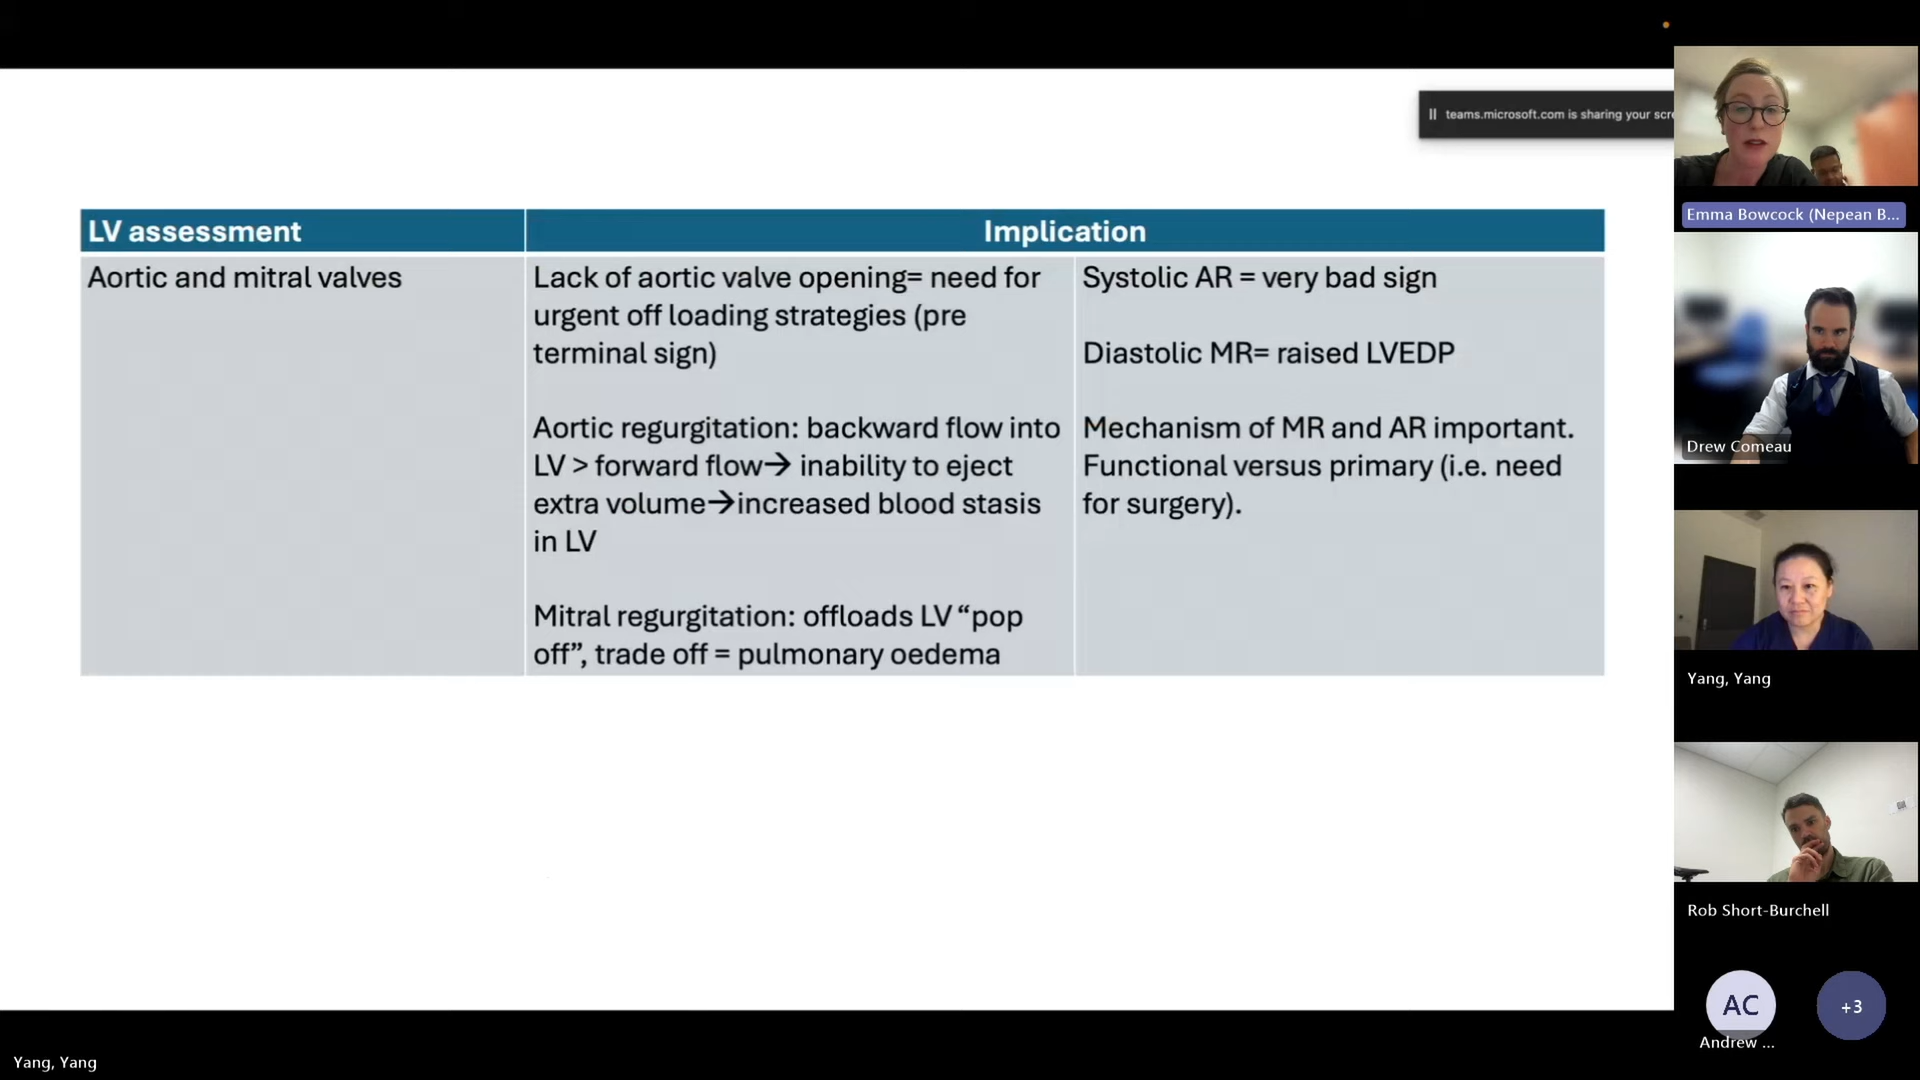 teams.microsoft.com is sharing your scre
LV assessment
Implication
Aortic and mitral valves
Lack of aortic valve opening= need for
urgent off loading strategies (pre
terminal sign)
Aortic regurgitation: backward flow into
LV > forward flow→ inability to eject
extra volume→increased blood stasis
in LV
Mitral regurgitation: offloads LV “pop
off”, trade off = pulmonary oedema
Systolic AR = very bad sign
Diastolic MR= raised LVEDP
Mechanism of MR and AR important.
Functional versus primary (i.e. need
for surgery).
Emma Bowcock (Nepean B...
Drew Comeau
Yang, Yang
Rob Short-Burchell
AC
+3
Andrew ...
Yang, Yang